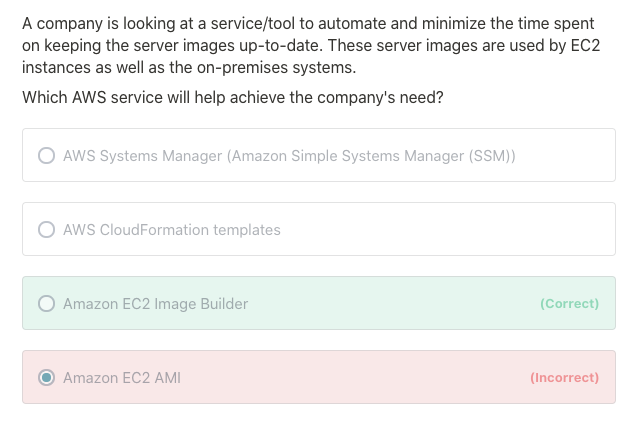 A company is looking at a service/tool to automate and minimize the time spent
on keeping the server images up-to-date. These server images are used by EC2
instances as well as the on-premises systems.
Which AWS service will help achieve the company's need?
AWS Systems Manager (Amazon Simple Systems Manager (SSM))
AWS CloudFormation templates
Amazon EC2 Image Builder (Correct)
Amazon EC2 AMI (Incorrect)